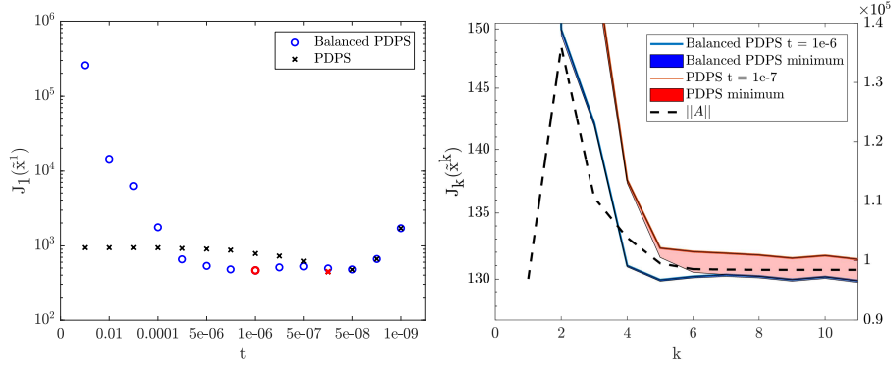 10^6
10^5
10^4
10^3
10^2
0
0.01
0.0001
5e-06
1e-06
5e-07
5e-08
1e-09
t
J_1(x̃^1)
Balanced PDPS
PDPS
×10^5
150
145
140
135
130
1.4
1.3
1.2
1.1
1
0.9
0
2
4
6
8
10
k
J_k(x̃^k)
Balanced PDPS t = 1e-6
Balanced PDPS minimum
PDPS t = 1e-7
PDPS minimum
||A||